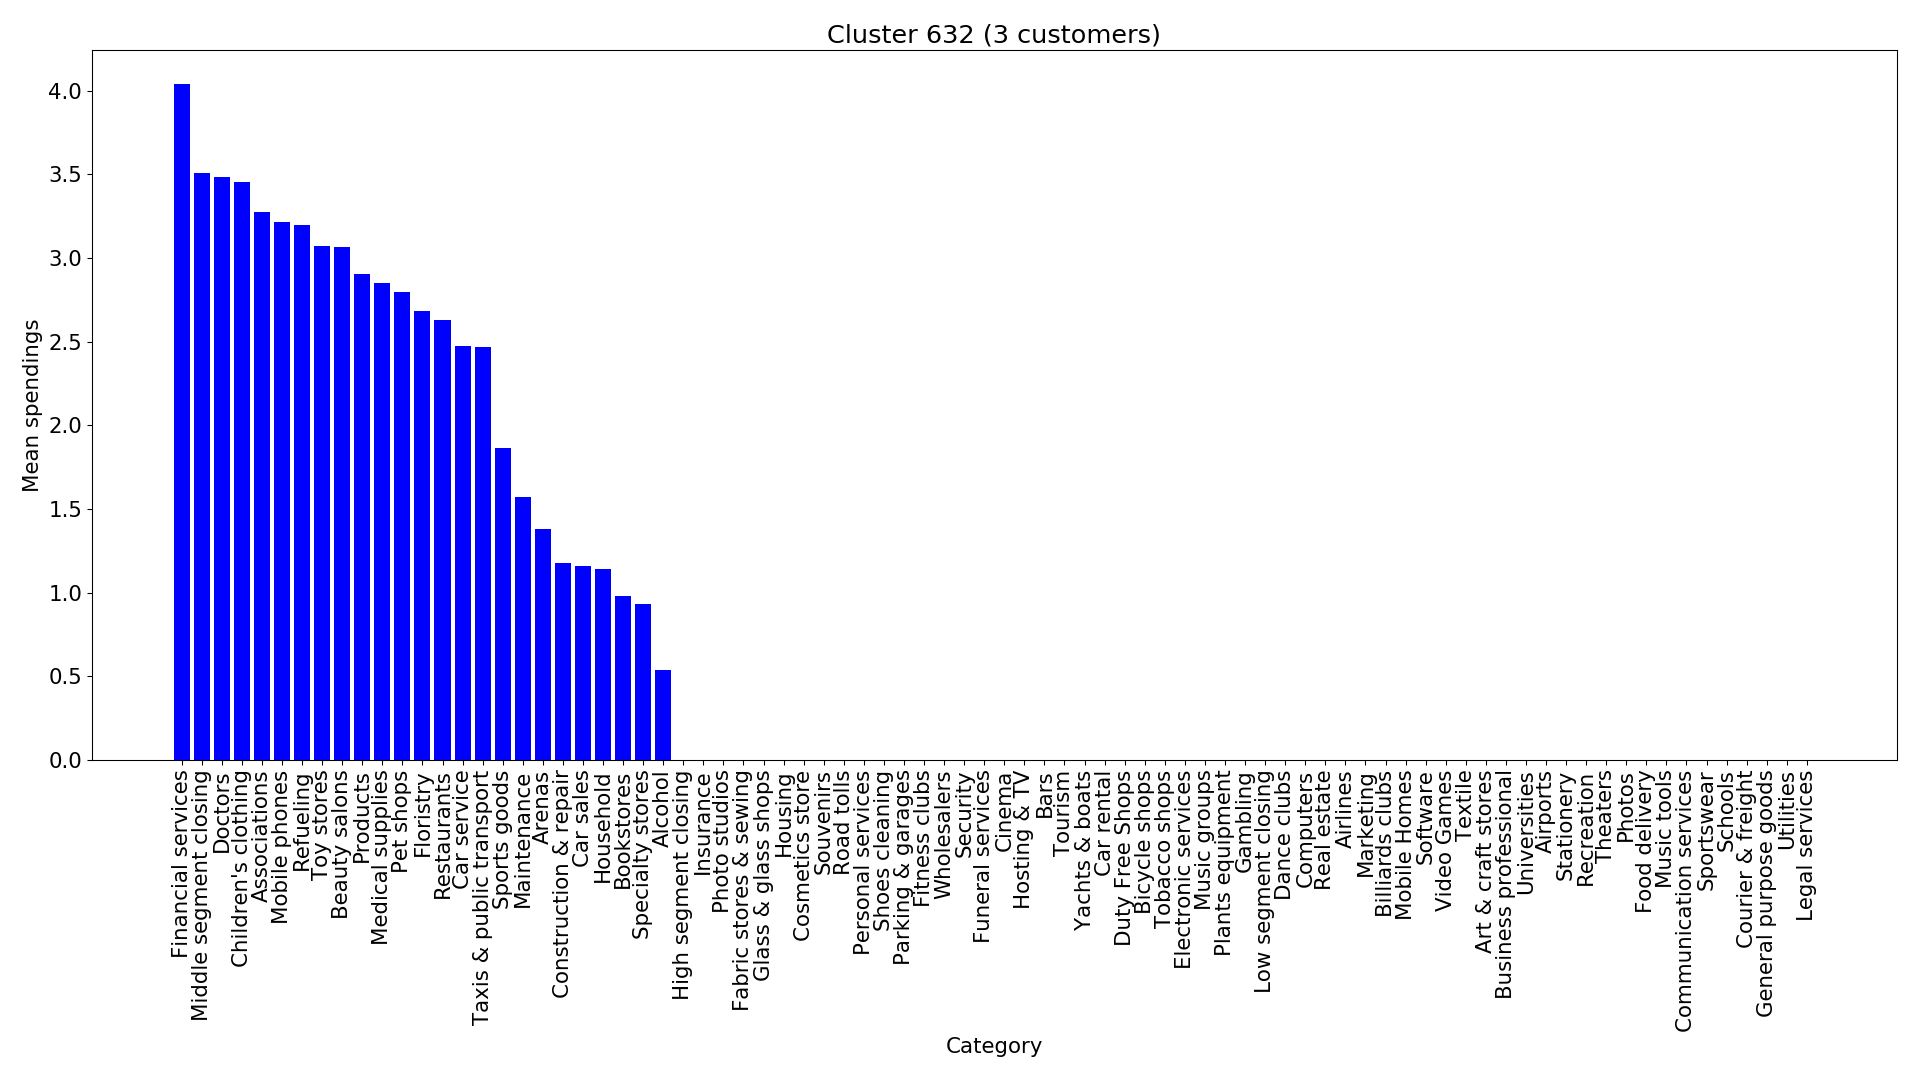 Cluster 632 (3 customers)
4.0
3.5
3.0
2.5
2.0
1.5
1.0
0.5
0.0
Mean spendings
Financial services
Middle segment closing
Doctors
Children's clothing
Associations
Mobile phones
Refueling
Toy stores
Beauty salons
Products
Medical supplies
Pet shops
Floristry
Restaurants
Car service
Taxis & public transport
Sports goods
Maintenance
Arenas
Construction & repair
Car sales
Household
Bookstores
Specialty stores
Alcohol
High segment closing
Insurance
Photo studios
Fabric stores & sewing
Glass & glass shops
Housing
Cosmetics store
Souvenirs
Road tolls
Personal services
Shoes cleaning
Parking & garages
Fitness clubs
Wholesalers
Security
Funeral services
Cinema
Hosting & TV
Bars
Tourism
Yachts & boats
Car rental
Duty Free Shops
Bicycle shops
Tobacco shops
Electronic services
Music groups
Plants equipment
Gambling
Low segment closing
Dance clubs
Computers
Real estate
Airlines
Marketing
Billiards clubs
Mobile Homes
Software
Video Games
Textile
Art & craft stores
Business professional
Universities
Airports
Stationery
Recreation
Theaters
Photos
Food delivery
Music tools
Communication services
Sportswear
Schools
Courier & freight
General purpose goods
Utilities
Legal services
Category